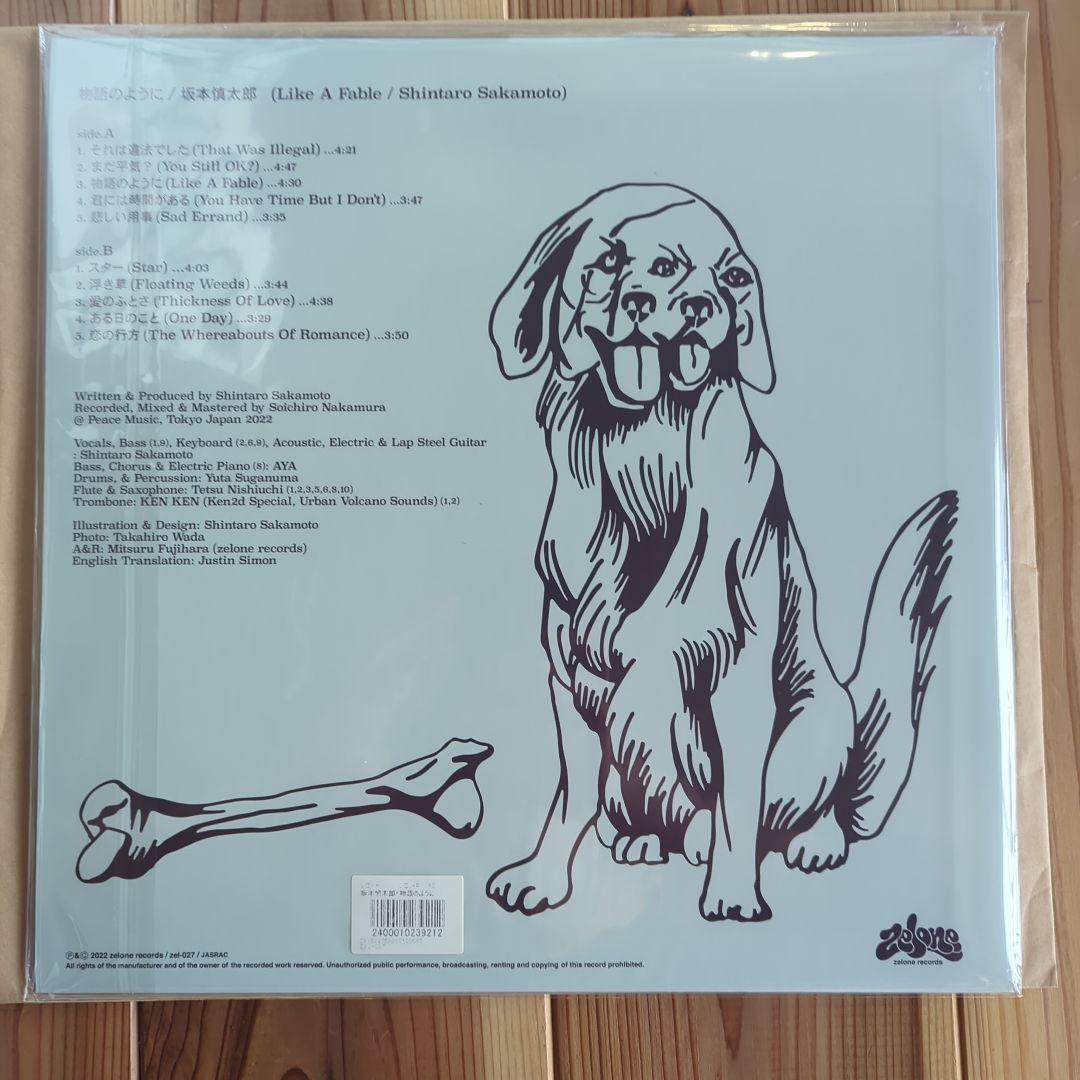 物語のように / 坂本慎太郎 (Like A Fable / Shintaro Sakamoto)
side.A
1. それは違法でした (That Was Illegal) ...4:21
2. まだ平気？ (You Still OK?) ...4:47
3. 物語のように (Like A Fable) ...4:30
4. 君には時間がある (You Have Time But I Don't) ...3:47
5. 悲しい用事 (Sad Errand) ...3:35
side.B
1. スター (Star) ...4:03
2. 浮き草 (Floating Weeds) ...3:44
3. 愛のふとさ (Thickness Of Love) ...4:38
4. ある日のこと (One Day) ...3:29
5. 恋の行方 (The Whereabouts Of Romance) ...3:50
Written & Produced by Shintaro Sakamoto
Recorded, Mixed & Mastered by Soichiro Nakamura
@ Peace Music, Tokyo Japan 2022
Vocals, Bass (1,9), Keyboard (2,6,9), Acoustic, Electric & Lap Steel Guitar
: Shintaro Sakamoto
Bass, Chorus & Electric Piano (8): AYA
Drums, & Percussion: Yuta Suganuma
Flute & Saxophone: Tetsu Nishiuchi (1,2,3,5,6,8,10)
Trombone: KEN KEN (Ken2d Special, Urban Volcano Sounds) (1,2)
Illustration & Design: Shintaro Sakamoto
Photo: Takahiro Wada
A&R: Mitsuru Fujihara (zelone records)
English Translation: Justin Simon
坂本慎太郎・物語のように
2400010239212
zelone
zelone records
Ⓟ&Ⓒ 2022 zelone records / zel-027 / JASRAC
All rights of the manufacturer and of the owner of the recorded work reserved. Unauthorized public performance, broadcasting, renting and copying of this record prohibited.